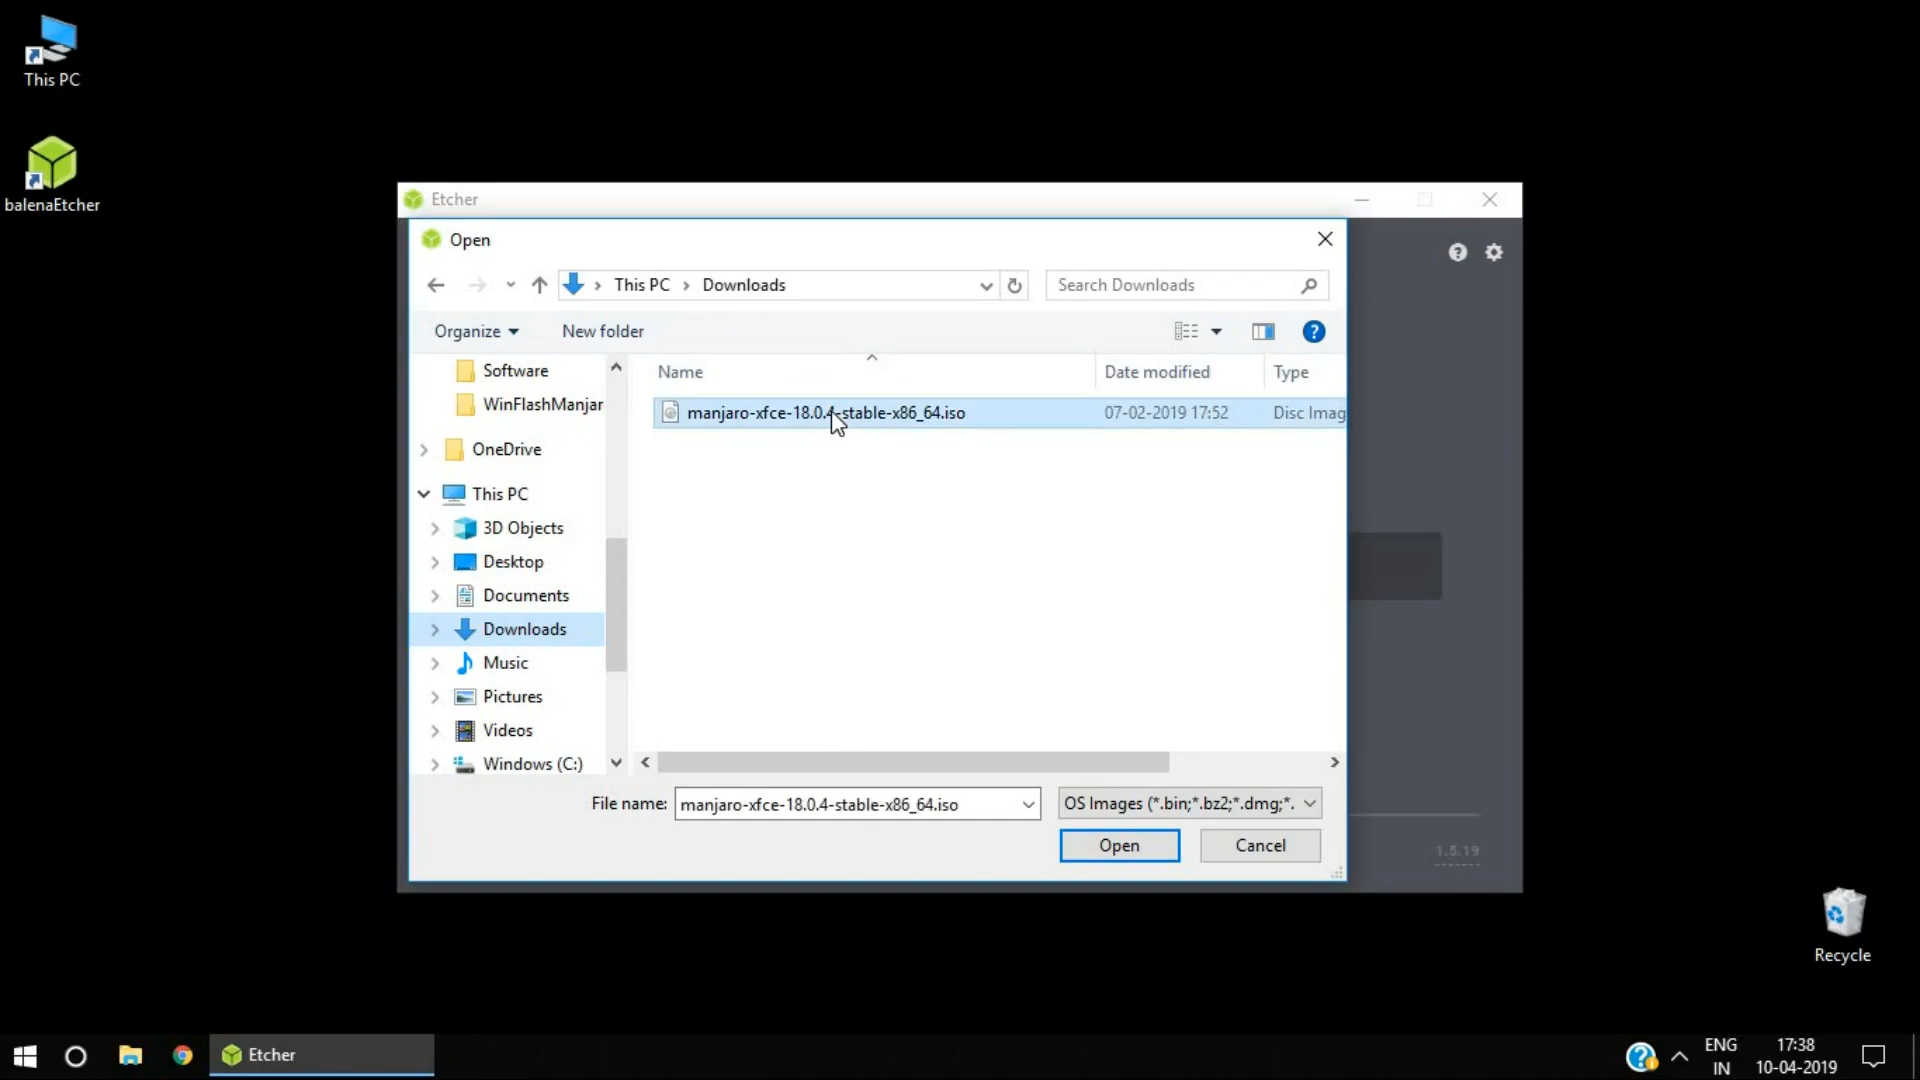 This PC
balenaEtcher
Etcher
Open
This PC
Downloads
Search Downloads
Organize
New folder
Name
Date modified
Type
Software
WinFlashManjar
OneDrive
This PC
3D Objects
Desktop
Documents
Downloads
Music
Pictures
Videos
Windows (C:)
manjaro-xfce-18.0.4-stable-x86_64.iso
07-02-2019 17:52
Disc Imag
File name:
manjaro-xfce-18.0.4-stable-x86_64.iso
OS Images (*.bin;*.bz2;*.dmg;*.
Open
Cancel
1.5.19
Recycle
Etcher
ENG
IN
17:38
10-04-2019